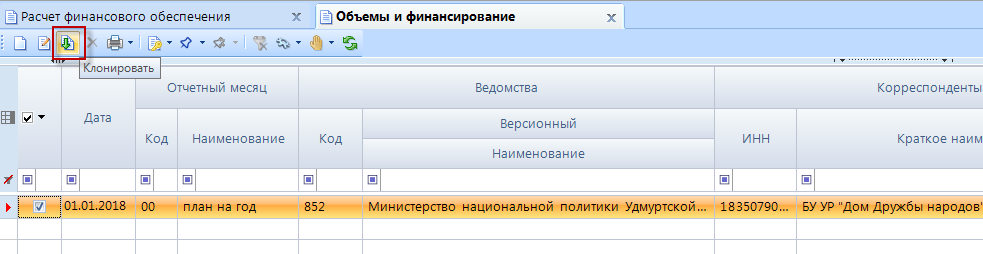 Расчет финансового обеспечения x Объемы и финансирование x
Клонировать
Отчетный месяц Ведомства Корреспонденты
Дата Версионный
Код Наименование Код ИНН Краткое наим
Наименование
01.01.2018 00 план на год 852 Министерство национальной политики Удмуртской... 18350790... БУ УР "Дом Дружбы народов"